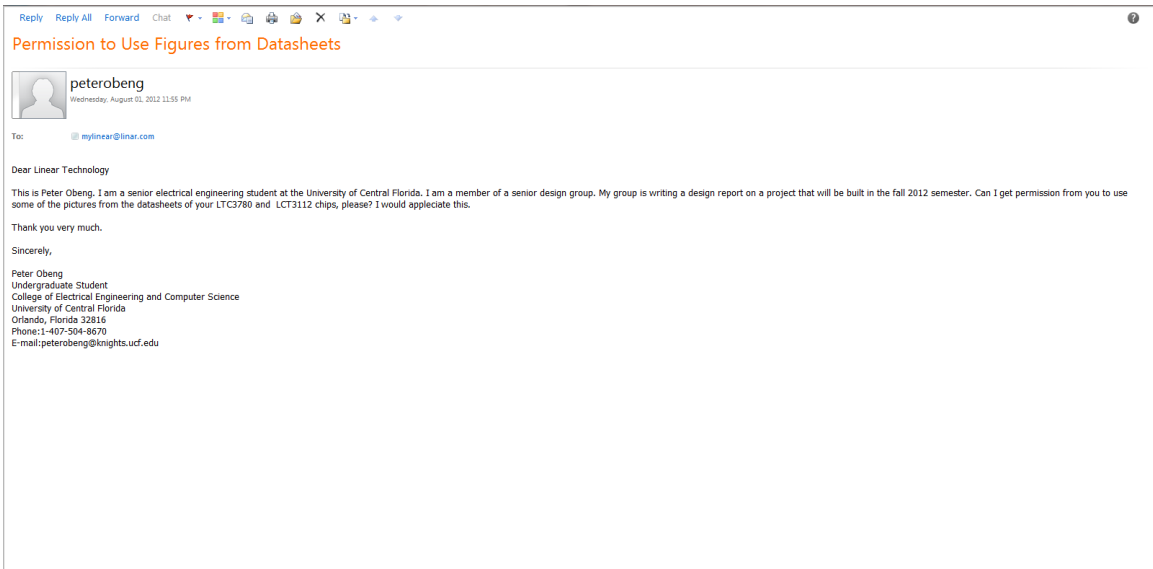 Reply Reply All Forward Chat
Permission to Use Figures from Datasheets
peterobeng
Wednesday, August 01, 2012 11:55 PM
To: mylinear@linar.com
Dear Linear Technology
This is Peter Obeng. I am a senior electrical engineering student at the University of Central Florida. I am a member of a senior design group. My group is writing a design report on a project that will be built in the fall 2012 semester. Can I get permission from you to use
some of the pictures from the datasheets of your LTC3780 and LCT3112 chips, please? I would appleciate this.
Thank you very much.
Sincerely,
Peter Obeng
Undergraduate Student
College of Electrical Engineering and Computer Science
University of Central Florida
Orlando, Florida 32816
Phone:1-407-504-8670
E-mail:peterobeng@knights.ucf.edu